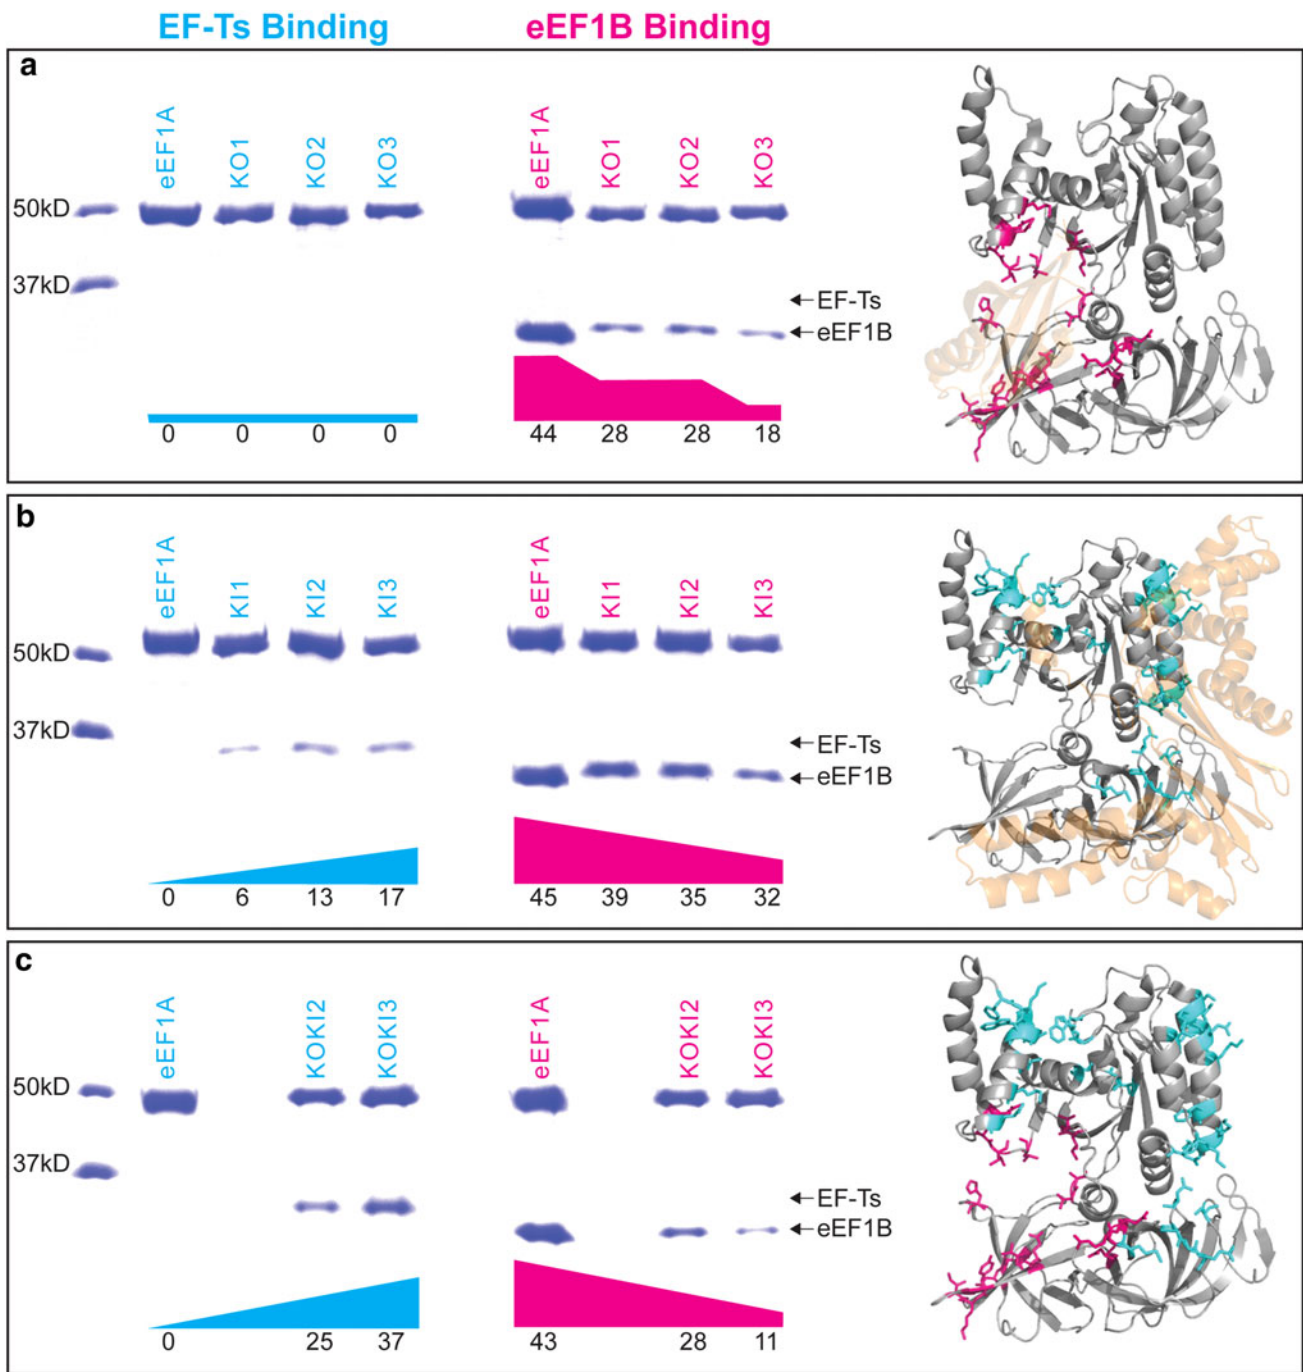 EF-Ts Binding eEF1B Binding
a
eEF1A KO1 KO2 KO3 eEF1A KO1 KO2 KO3
50kD
37kD
EF-Ts
eEF1B
0 0 0 0 44 28 28 18
b
eEF1A KI1 KI2 KI3 eEF1A KI1 KI2 KI3
50kD
37kD
EF-Ts
eEF1B
0 6 13 17 45 39 35 32
c
eEF1A KOKI2 KOKI3 eEF1A KOKI2 KOKI3
50kD
37kD
EF-Ts
eEF1B
0 25 37 43 28 11